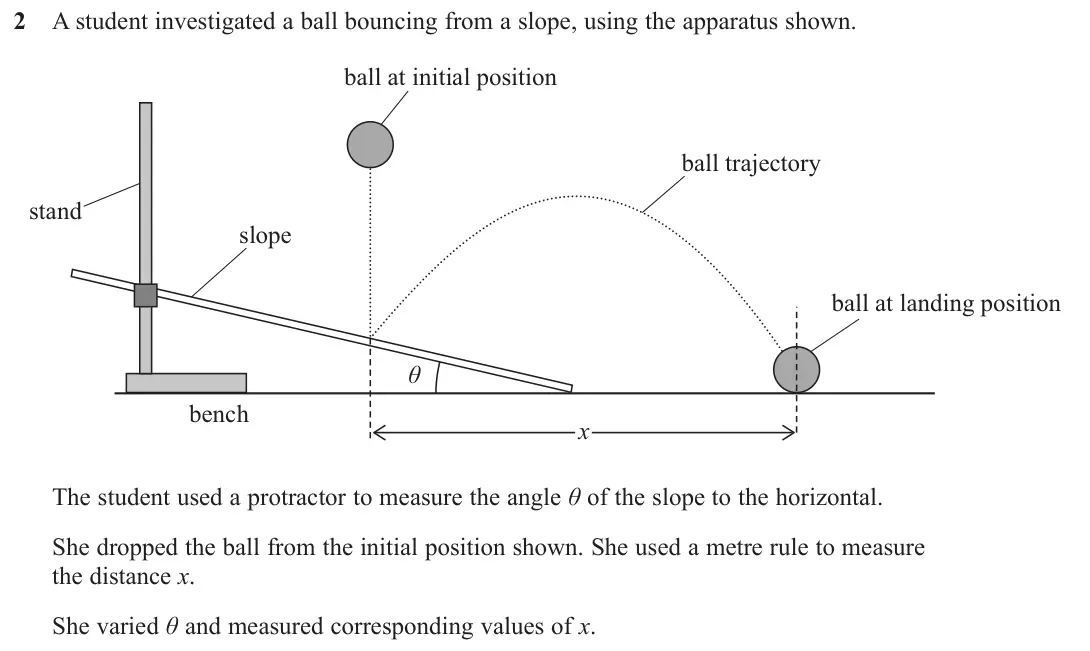 2 A student investigated a ball bouncing from a slope, using the apparatus shown.
ball at initial position
ball trajectory
stand
slope
ball at landing position
θ
bench
x
The student used a protractor to measure the angle θ of the slope to the horizontal.
She dropped the ball from the initial position shown. She used a metre rule to measure
the distance x.
She varied θ and measured corresponding values of x.